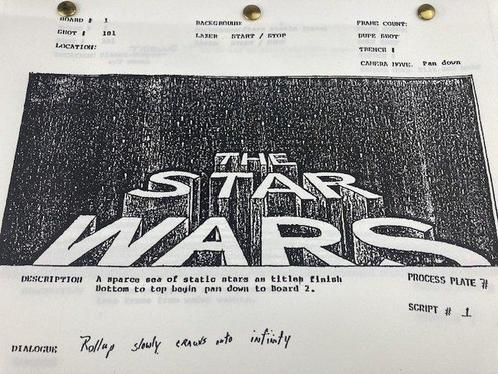 BOARD # 1
BACKGROUND
FRAME COUNT:
SHOT # 101
LASER START / STOP
DUPE SHOT
LOCATION:
TRENCH #
CAMERA MOVE: Pan down
THE
STAR
WARS
DESCRIPTION A sparce sea of static stars as titles finish
bottom to top begin pan down to Board 2.
PROCESS PLATE #
SCRIPT # 1
DIALOGUE Rollup slowly crawls into infinity